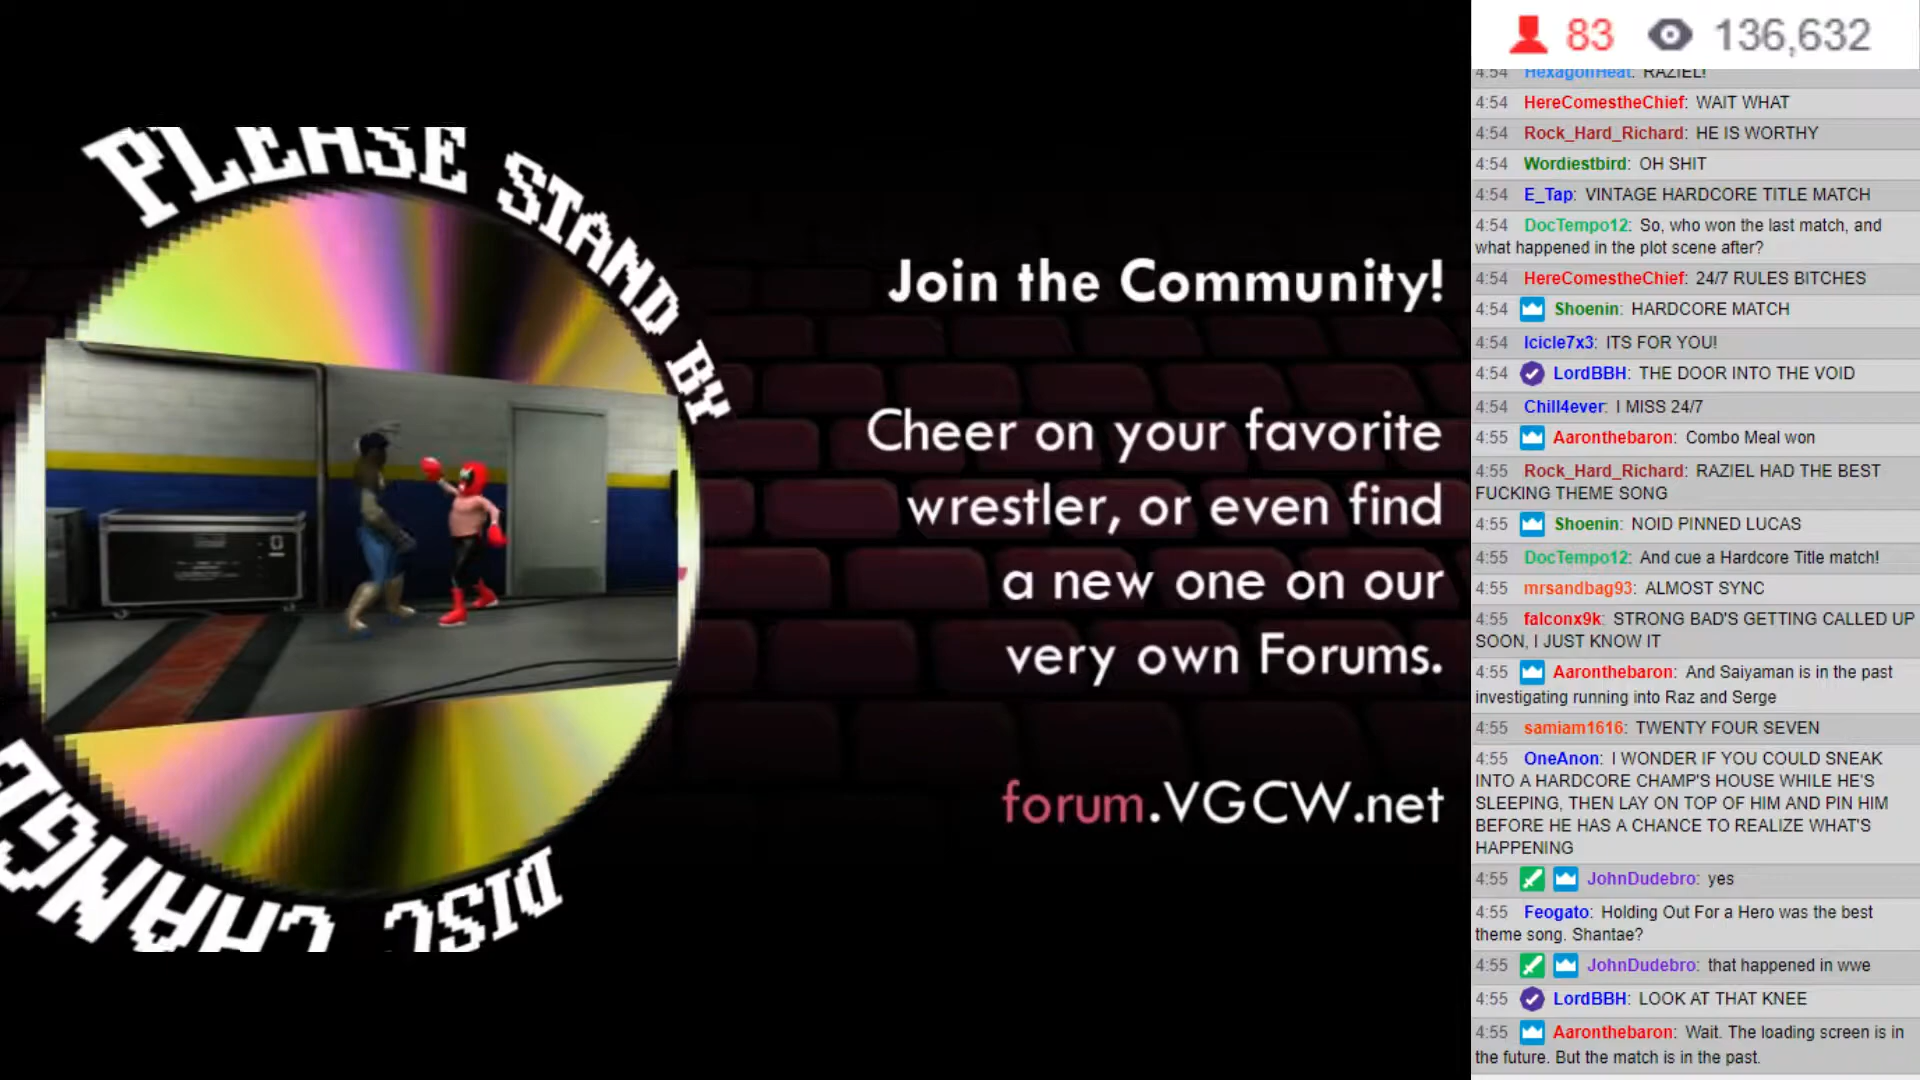 PLEASE STAND BY
DISC CHANGE
Join the Community!
Cheer on your favorite
wrestler, or even find
a new one on our
very own Forums.
forum.VGCW.net
83 136,632
4:54 HexagonHeat: RAZIEL!
4:54 HereComestheChief: WAIT WHAT
4:54 Rock_Hard_Richard: HE IS WORTHY
4:54 Wordiestbird: OH SHIT
4:54 E_Tap: VINTAGE HARDCORE TITLE MATCH
4:54 DocTempo12: So, who won the last match, and
what happened in the plot scene after?
4:54 HereComestheChief: 24/7 RULES BITCHES
4:54 Shoenin: HARDCORE MATCH
4:54 Icicle7x3: ITS FOR YOU!
4:54 LordBBH: THE DOOR INTO THE VOID
4:54 Chill4ever: I MISS 24/7
4:55 Aaronthebaron: Combo Meal won
4:55 Rock_Hard_Richard: RAZIEL HAD THE BEST
FUCKING THEME SONG
4:55 Shoenin: NOID PINNED LUCAS
4:55 DocTempo12: And cue a Hardcore Title match!
4:55 mrsandbag93: ALMOST SYNC
4:55 falconx9k: STRONG BAD'S GETTING CALLED UP
SOON, I JUST KNOW IT
4:55 Aaronthebaron: And Saiyaman is in the past
investigating running into Raz and Serge
4:55 samiam1616: TWENTY FOUR SEVEN
4:55 OneAnon: I WONDER IF YOU COULD SNEAK
INTO A HARDCORE CHAMP'S HOUSE WHILE HE'S
SLEEPING, THEN LAY ON TOP OF HIM AND PIN HIM
BEFORE HE HAS A CHANCE TO REALIZE WHAT'S
HAPPENING
4:55 JohnDudebro: yes
4:55 Feogato: Holding Out For a Hero was the best
theme song. Shantae?
4:55 JohnDudebro: that happened in wwe
4:55 LordBBH: LOOK AT THAT KNEE
4:55 Aaronthebaron: Wait. The loading screen is in
the future. But the match is in the past.